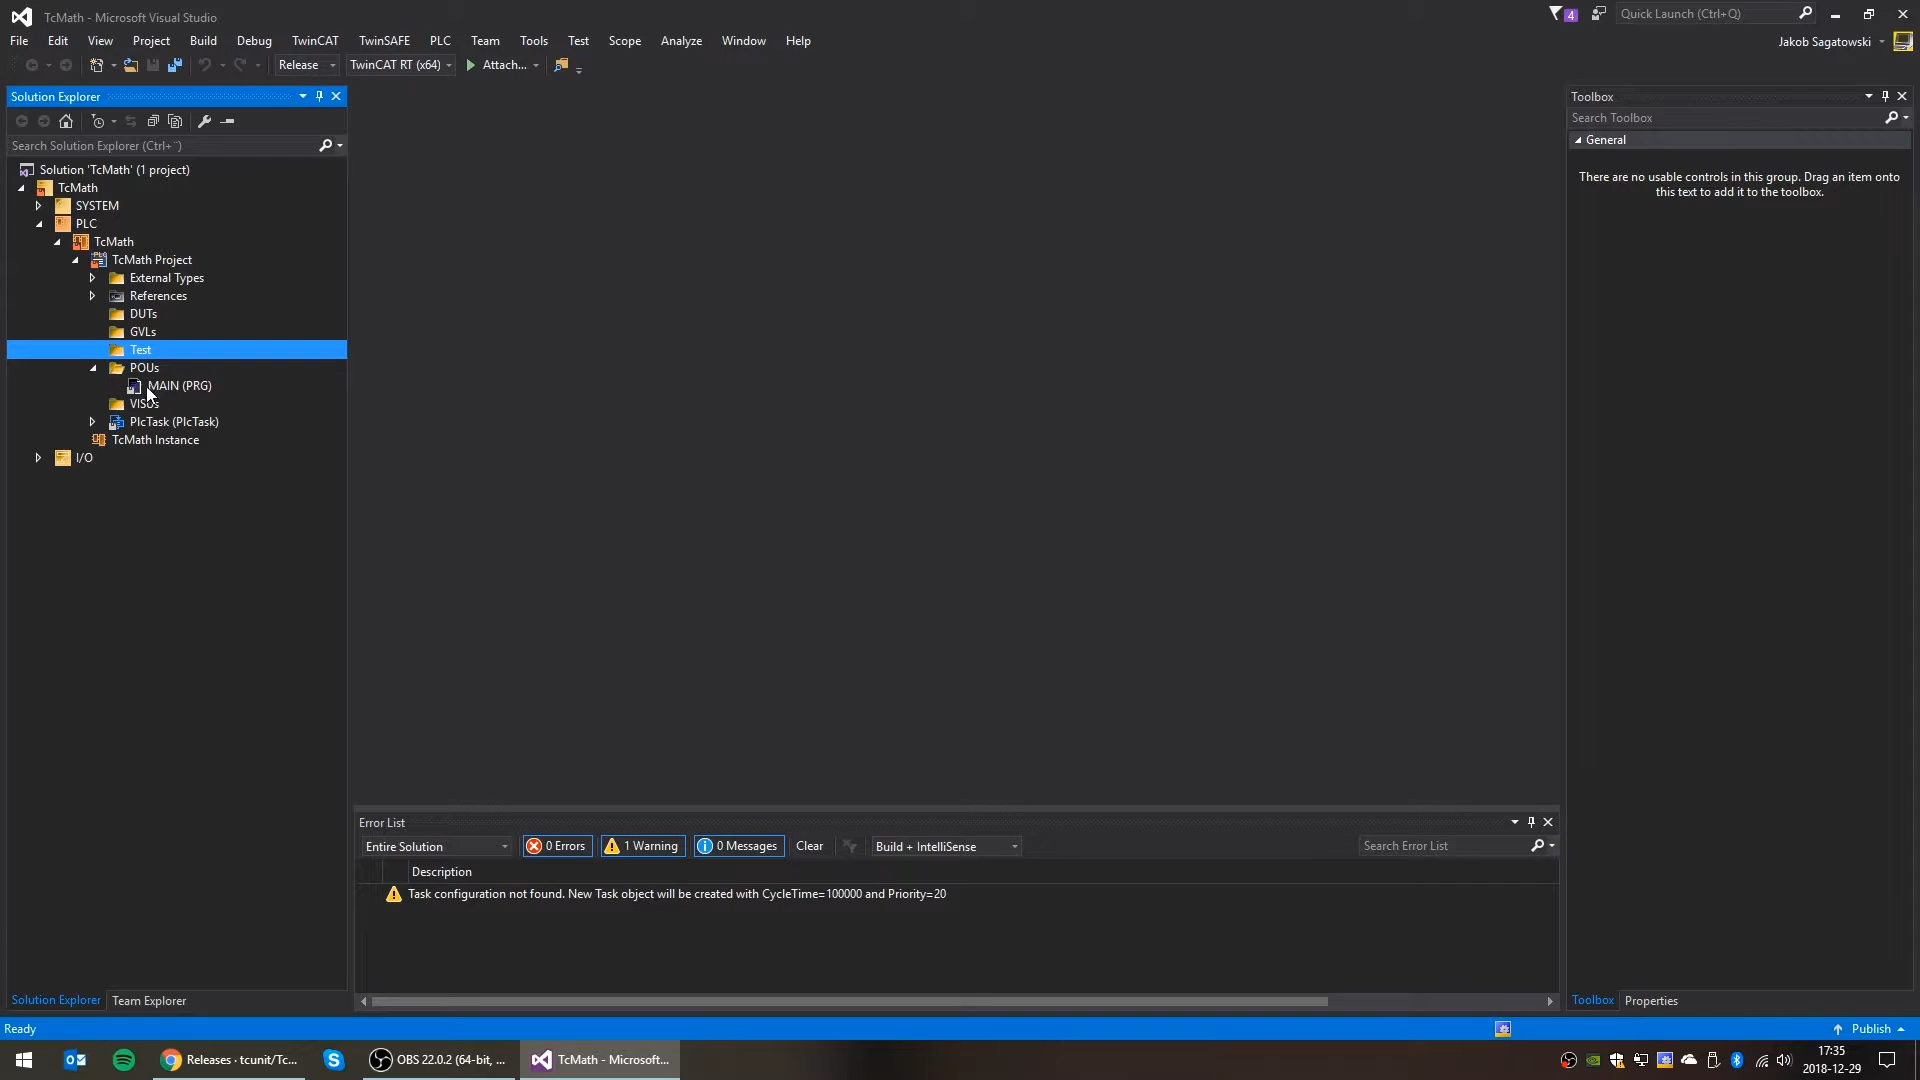 TcMath - Microsoft Visual Studio
4
Quick Launch (Ctrl+Q)
File Edit View Project Build Debug TwinCAT TwinSAFE PLC Team Tools Test Scope Analyze Window Help
Jakob Sagatowski
Release
TwinCAT RT (x64)
Attach...
Solution Explorer
Search Solution Explorer (Ctrl+¨)
Solution 'TcMath' (1 project)
TcMath
SYSTEM
PLC
TcMath
TcMath Project
External Types
References
DUTs
GVLs
Test
POUs
MAIN (PRG)
VISUs
PlcTask (PlcTask)
TcMath Instance
I/O
Solution Explorer
Team Explorer
Toolbox
Search Toolbox
General
There are no usable controls in this group. Drag an item onto
this text to add it to the toolbox.
Error List
Entire Solution
0 Errors
1 Warning
0 Messages
Clear
Build + IntelliSense
Search Error List
Description
Task configuration not found. New Task object will be created with CycleTime=100000 and Priority=20
Toolbox
Properties
Ready
Publish
Releases · tcunit/Tc...
OBS 22.0.2 (64-bit, ...
TcMath - Microsoft...
17:35
2018-12-29